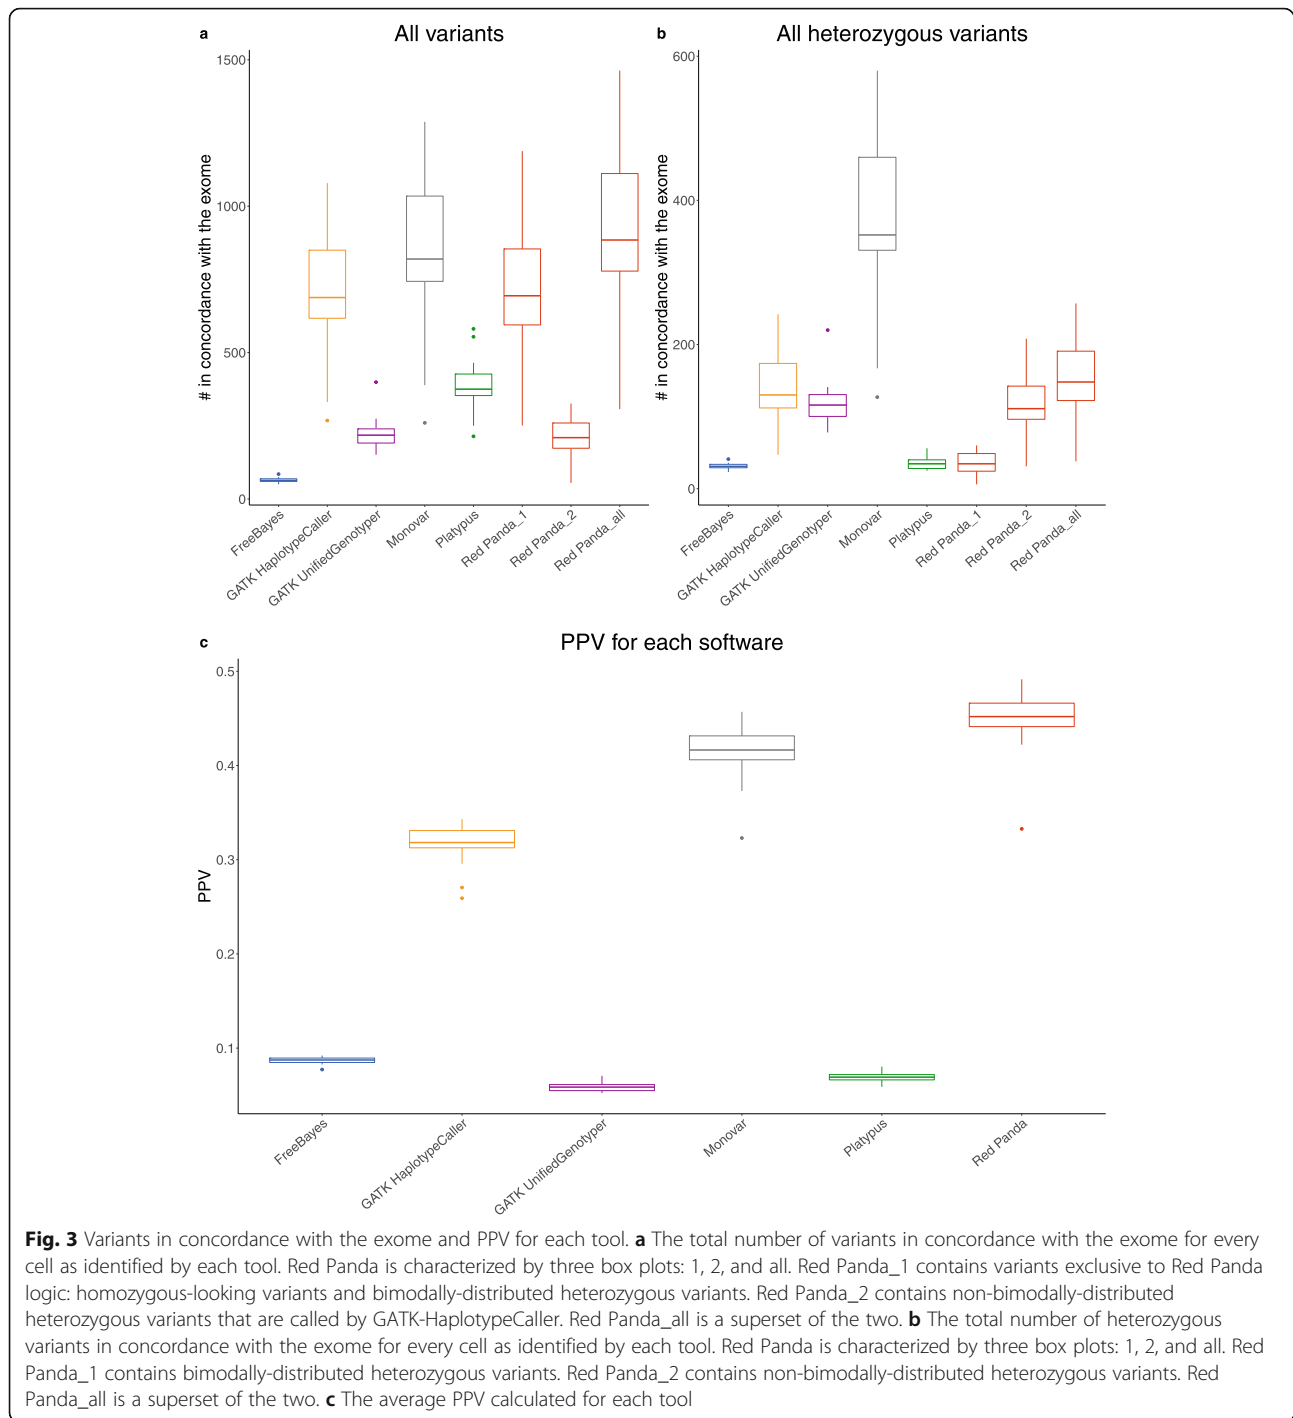 a
All variants
# in concordance with the exome
1500
1000
500
0
FreeBayes
GATK HaplotypeCaller
GATK UnifiedGenotyper
Monovar
Platypus
Red Panda_1
Red Panda_2
Red Panda_all
b
All heterozygous variants
# in concordance with the exome
600
400
200
0
FreeBayes
GATK HaplotypeCaller
GATK UnifiedGenotyper
Monovar
Platypus
Red Panda_1
Red Panda_2
Red Panda_all
c
PPV for each software
PPV
0.5
0.4
0.3
0.2
0.1
FreeBayes
GATK HaplotypeCaller
GATK UnifiedGenotyper
Monovar
Platypus
Red Panda
Fig. 3 Variants in concordance with the exome and PPV for each tool. a The total number of variants in concordance with the exome for every
cell as identified by each tool. Red Panda is characterized by three box plots: 1, 2, and all. Red Panda_1 contains variants exclusive to Red Panda
logic: homozygous-looking variants and bimodally-distributed heterozygous variants. Red Panda_2 contains non-bimodally-distributed
heterozygous variants that are called by GATK-HaplotypeCaller. Red Panda_all is a superset of the two. b The total number of heterozygous
variants in concordance with the exome for every cell as identified by each tool. Red Panda is characterized by three box plots: 1, 2, and all. Red
Panda_1 contains bimodally-distributed heterozygous variants. Red Panda_2 contains non-bimodally-distributed heterozygous variants. Red
Panda_all is a superset of the two. c The average PPV calculated for each tool